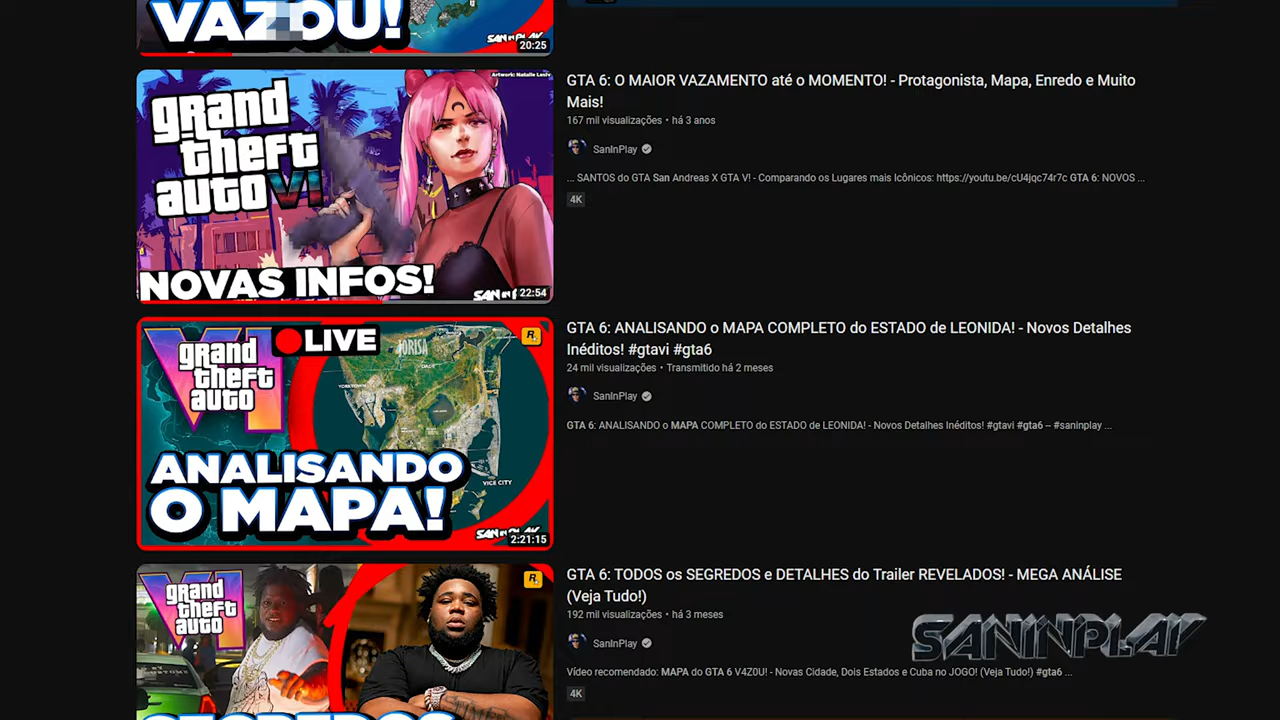 VAZOU!
SANINPLAY
20:25
Artwork: Natalie Lestv
grand
theft
auto VI
NOVAS INFOS!
22:54
GTA 6: O MAIOR VAZAMENTO até o MOMENTO! - Protagonista, Mapa, Enredo e Muito
Mais!
167 mil visualizações • há 3 anos
SanInPlay
... SANTOS do GTA San Andreas X GTA V! - Comparando os Lugares mais Icônicos: https://youtu.be/cU4jqc74r7c GTA 6: NOVOS ...
4K
VI
grand
theft
auto
LIVE
R
YORKTOWN
VICE CITY
ANALISANDO
O MAPA!
2:21:15
GTA 6: ANALISANDO o MAPA COMPLETO do ESTADO de LEONIDA! - Novos Detalhes
Inéditos! #gtavi #gta6
24 mil visualizações • Transmitido há 2 meses
SanInPlay
GTA 6: ANALISANDO o MAPA COMPLETO do ESTADO de LEONIDA! - Novos Detalhes Inéditos! #gtavi #gta6 – #saninplay ...
VI
grand
theft
auto
R
GTA 6: TODOS os SEGREDOS e DETALHES do Trailer REVELADOS! - MEGA ANÁLISE
(Veja Tudo!)
192 mil visualizações • há 3 meses
SanInPlay
Vídeo recomendado: MAPA do GTA 6 V4Z0U! - Novas Cidade, Dois Estados e Cuba no JOGO! (Veja Tudo!) #gta6 ...
4K
SANINPLAY